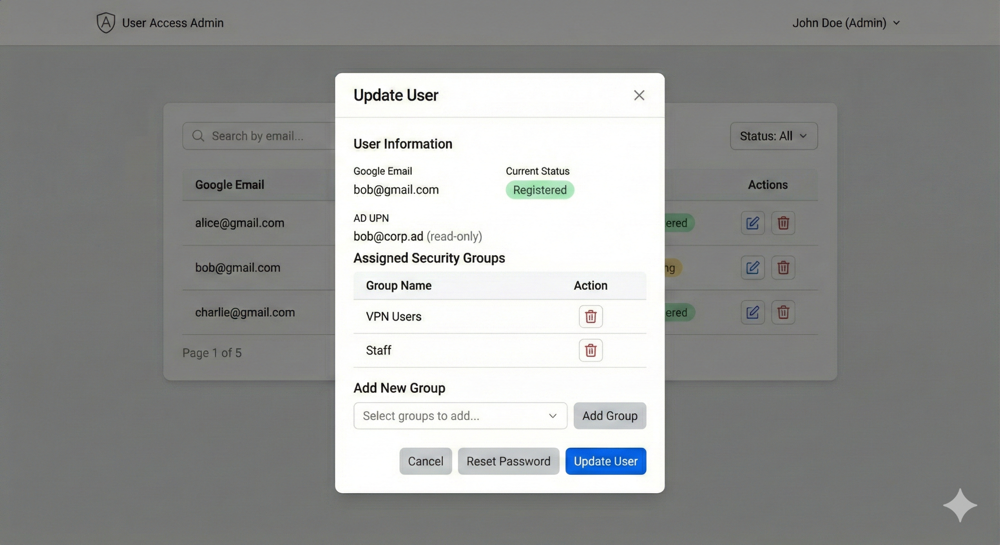 A User Access Admin
John Doe (Admin)
Update User
Search by email...
Status: All
User Information
Google Email
Current Status
bob@gmail.com
Registered
AD UPN
bob@corp.ad (read-only)
Assigned Security Groups
Group Name Action
VPN Users
Staff
Add New Group
Select groups to add... Add Group
Cancel Reset Password Update User
Google Email Actions
alice@gmail.com ered
bob@gmail.com ng
charlie@gmail.com ered
Page 1 of 5